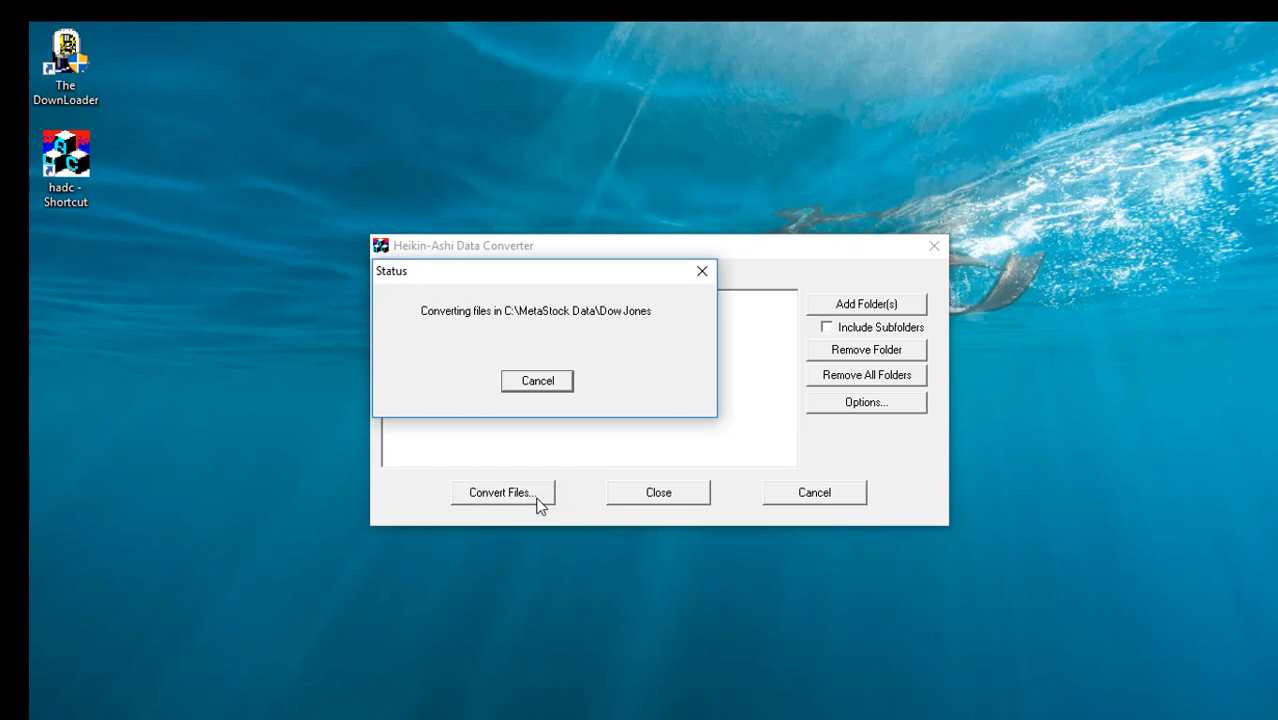 The
DownLoader
hadc -
Shortcut
Heikin-Ashi Data Converter
Status
Converting files in C:\MetaStock Data\Dow Jones
Cancel
Add Folder(s)
Include Subfolders
Remove Folder
Remove All Folders
Options...
Convert Files...
Close
Cancel